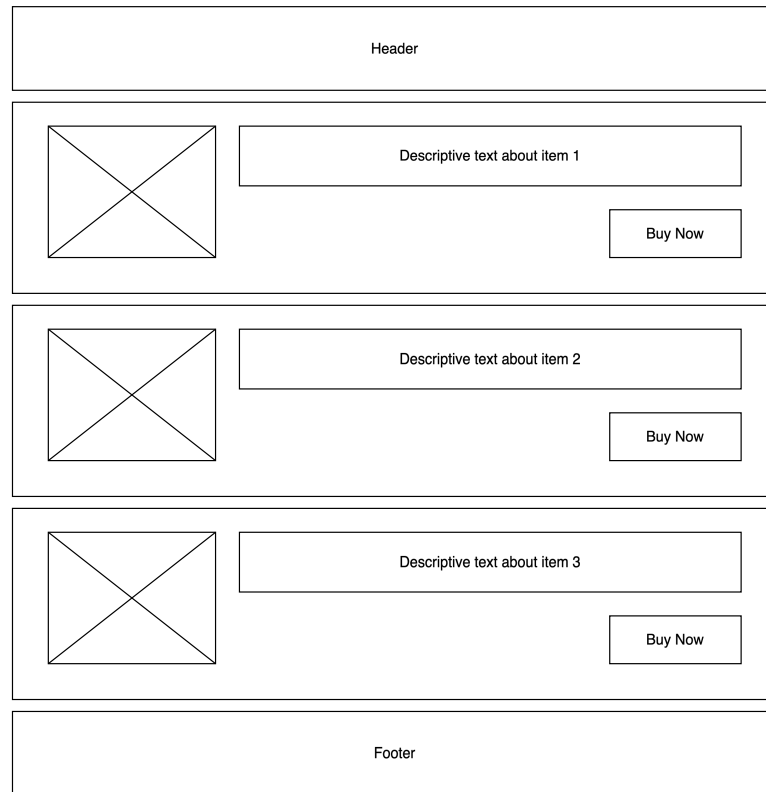 Header
Descriptive text about item 1
Buy Now
Descriptive text about item 2
Buy Now
Descriptive text about item 3
Buy Now
Footer